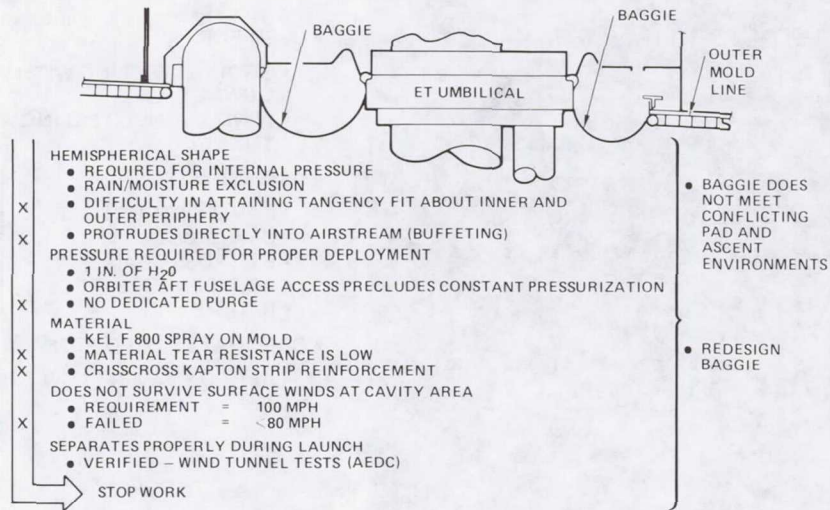 BAGGIE
BAGGIE
OUTER
MOLD
LINE
ET UMBILICAL
HEMISPHERICAL SHAPE
• REQUIRED FOR INTERNAL PRESSURE
• RAIN/MOISTURE EXCLUSION
X • DIFFICULTY IN ATTAINING TANGENCY FIT ABOUT INNER AND
OUTER PERIPHERY
X • PROTRUDES DIRECTLY INTO AIRSTREAM (BUFFETING)
PRESSURE REQUIRED FOR PROPER DEPLOYMENT
• 1 IN. OF H2O
• ORBITER AFT FUSELAGE ACCESS PRECLUDES CONSTANT PRESSURIZATION
X • NO DEDICATED PURGE
MATERIAL
• KEL F 800 SPRAY ON MOLD
X • MATERIAL TEAR RESISTANCE IS LOW
X • CRISSCROSS KAPTON STRIP REINFORCEMENT
DOES NOT SURVIVE SURFACE WINDS AT CAVITY AREA
• REQUIREMENT = 100 MPH
X • FAILED = <80 MPH
SEPARATES PROPERLY DURING LAUNCH
• VERIFIED – WIND TUNNEL TESTS (AEDC)
STOP WORK
• BAGGIE DOES
NOT MEET
CONFLICTING
PAD AND
ASCENT
ENVIRONMENTS
• REDESIGN
BAGGIE